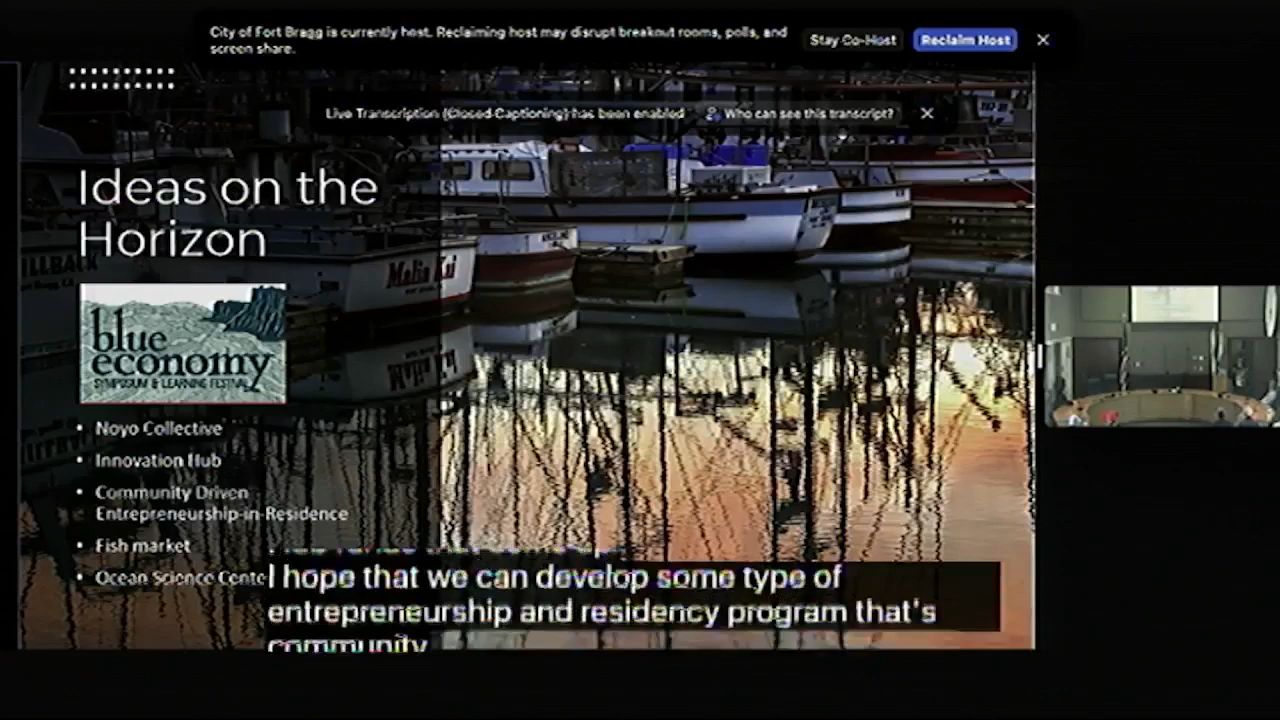 City of Fort Bragg is currently host. Reclaiming host may disrupt breakout rooms, polls, and
screen share.
Stay Co-Host
Reclaim Host
Live Transcription (Closed Captioning) has been enabled
Who can see this transcript?
Ideas on the
Horizon
Malia Kai
blue
economy
SYMPOSIUM & LEARNING FESTIVAL
• Noyo Collective
• Innovation Hub
• Community Driven
Entrepreneurship-in-Residence
• Fish market
• Ocean Science Cente
I hope that we can develop some type of
entrepreneurship and residency program that's
community